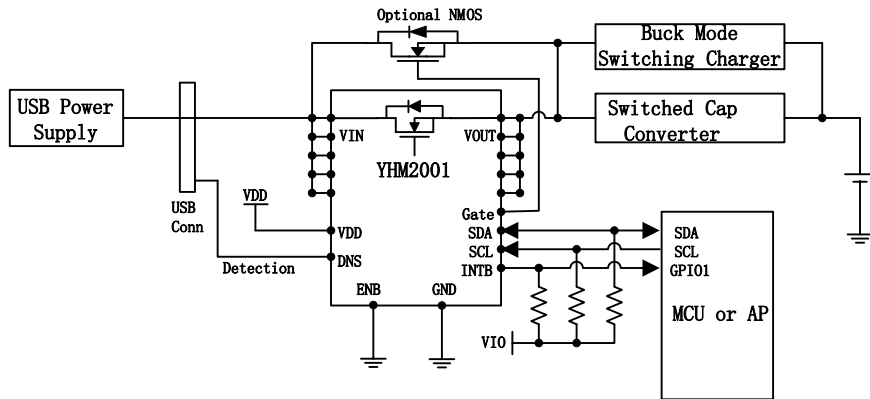 Optional NMOS
Buck Mode
Switching Charger
USB Power
Supply
Switched Cap
Converter
VIN
VOUT
YHM2001
USB
Conn
VDD
VDD
DNS
Detection
Gate
SDA
SCL
INTB
ENB
GND
SDA
SCL
GPIO1
MCU or AP
VIO